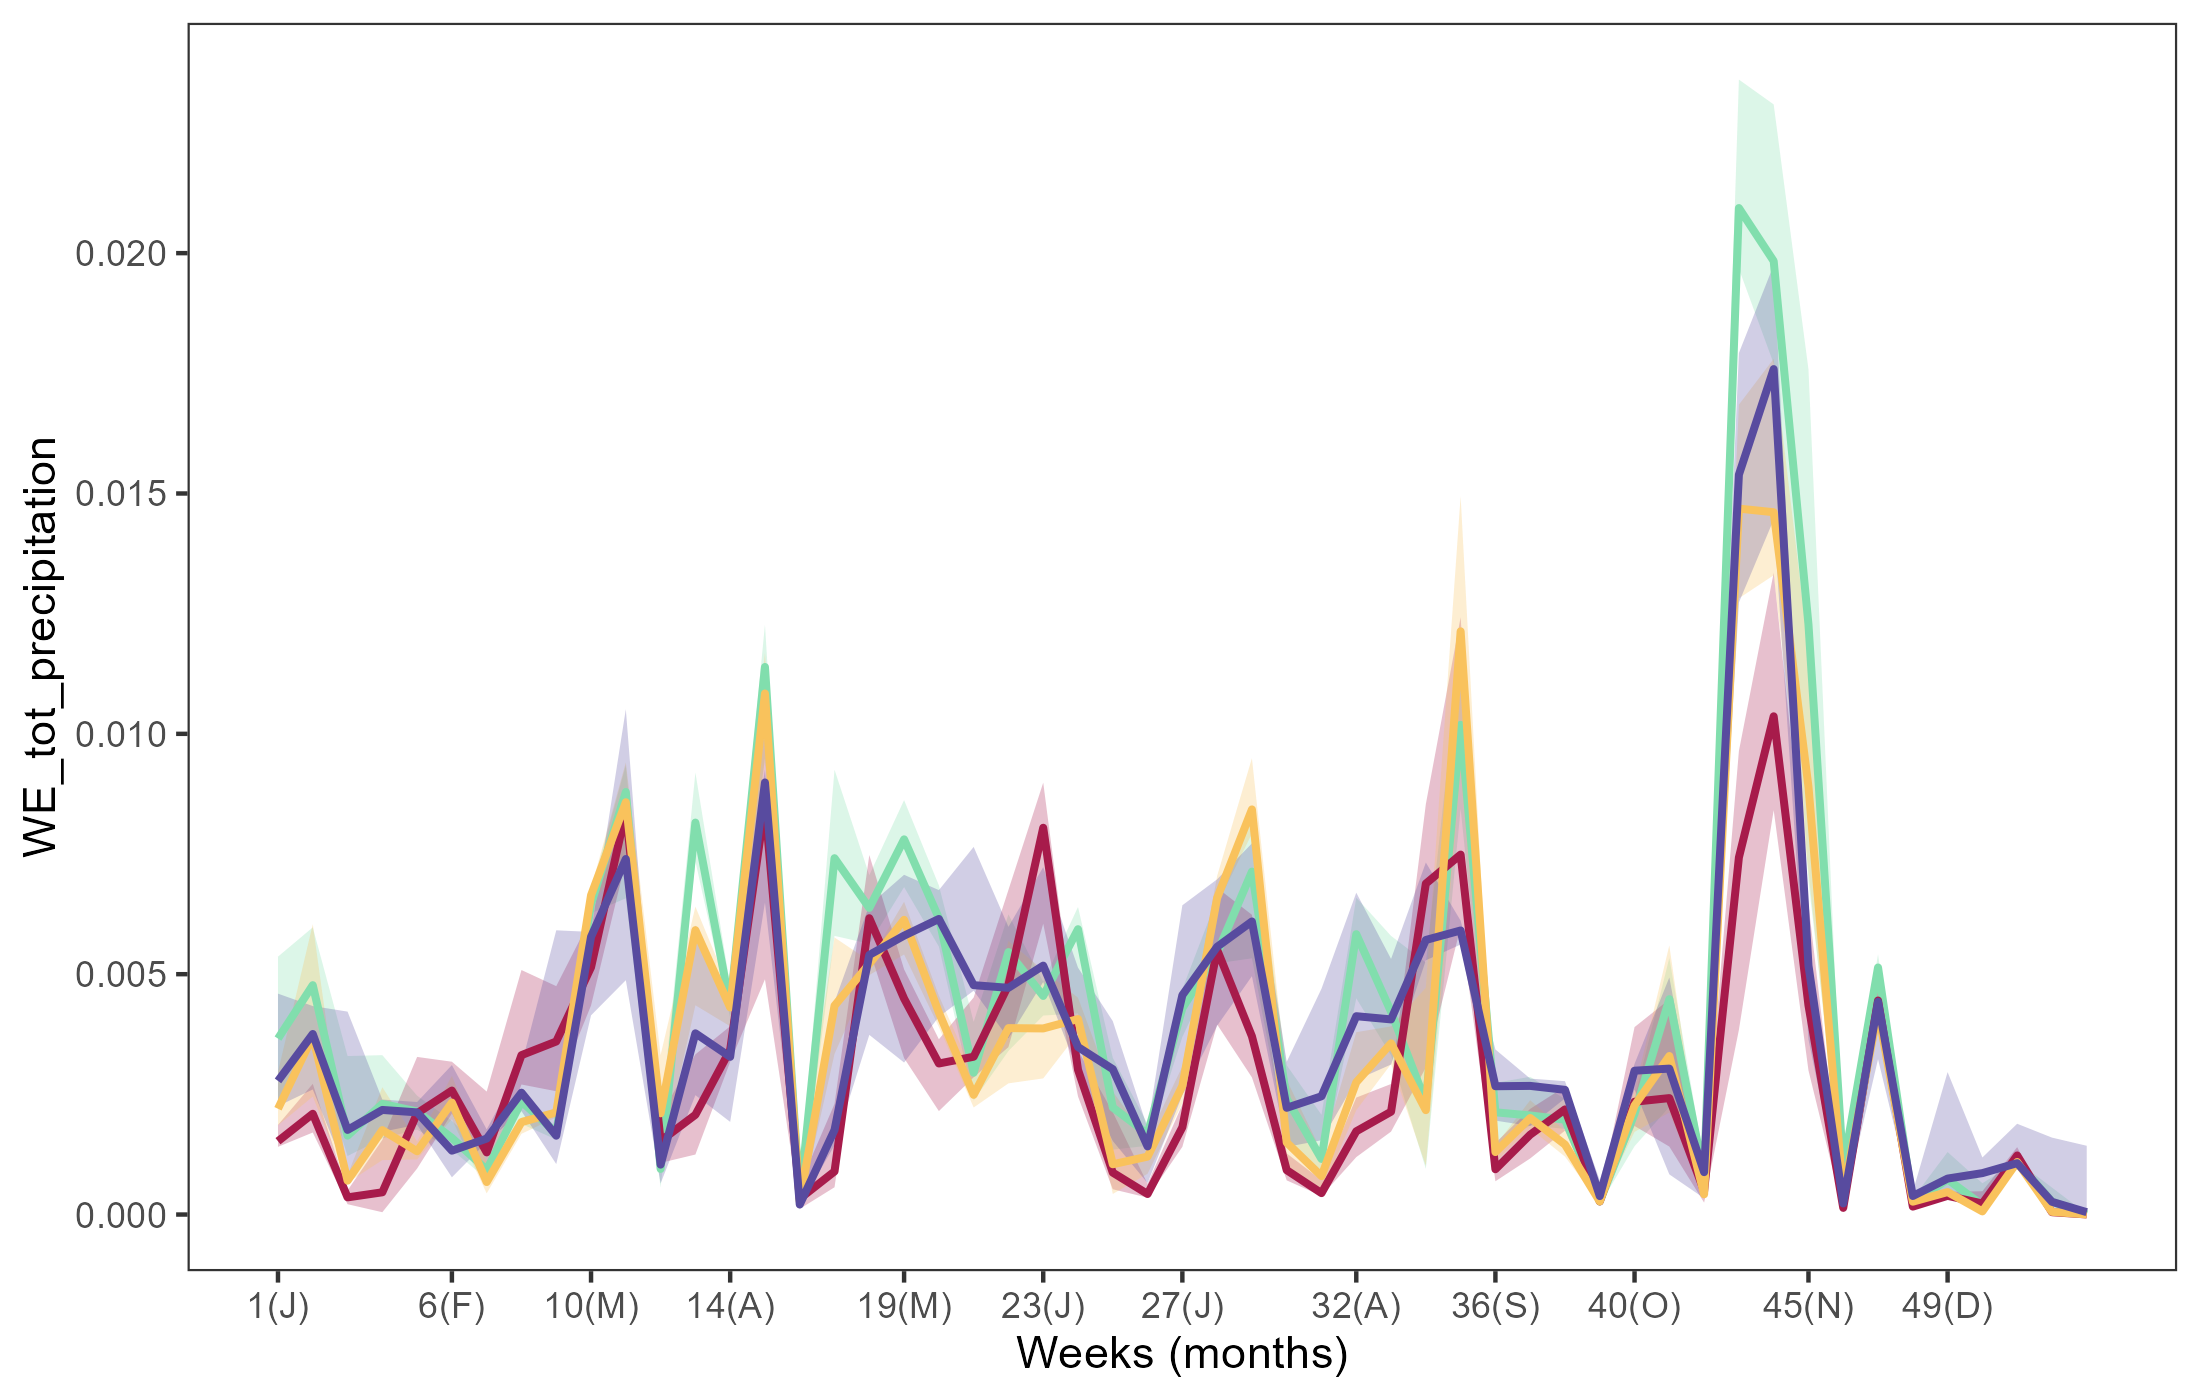 WE_tot_precipitation
0.020
0.015
0.010
0.005
0.000
1(J) 6(F) 10(M) 14(A) 19(M) 23(J) 27(J) 32(A) 36(S) 40(O) 45(N) 49(D)
Weeks (months)